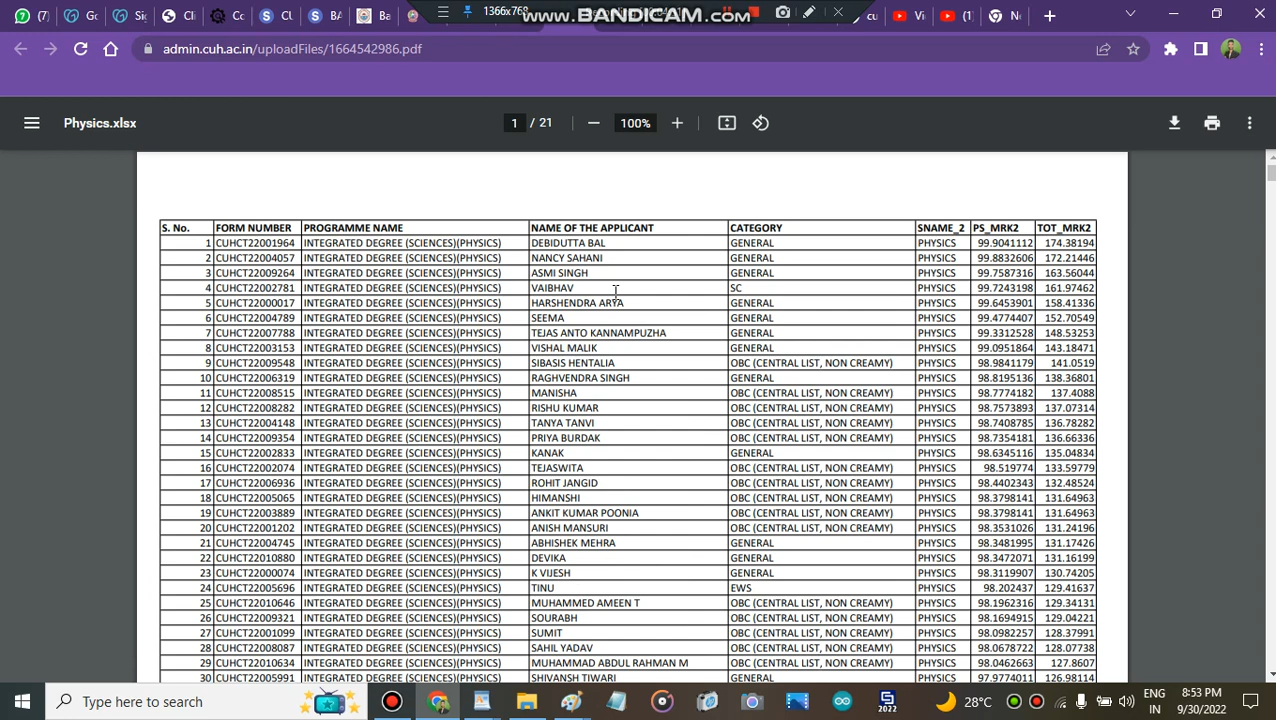 1366x768
www.BANDICAM.com
Go
Sig
Cli
Co
CU
BA
Ba
cu
Vi
(1)
Ne
admin.cuh.ac.in/uploadFiles/1664542986.pdf
Physics.xlsx 1 / 21 100%
S. No. FORM NUMBER PROGRAMME NAME NAME OF THE APPLICANT CATEGORY SNAME_2 PS_MRK2 TOT_MRK2
1 CUHCT22001964 INTEGRATED DEGREE (SCIENCES)(PHYSICS) DEBIDUTTA BAL GENERAL PHYSICS 99.9041112 174.38194
2 CUHCT22004057 INTEGRATED DEGREE (SCIENCES)(PHYSICS) NANCY SAHANI GENERAL PHYSICS 99.8832606 172.21446
3 CUHCT22009264 INTEGRATED DEGREE (SCIENCES)(PHYSICS) ASMI SINGH GENERAL PHYSICS 99.7587316 163.56044
4 CUHCT22002781 INTEGRATED DEGREE (SCIENCES)(PHYSICS) VAIBHAV SC PHYSICS 99.7243198 161.97462
5 CUHCT22000017 INTEGRATED DEGREE (SCIENCES)(PHYSICS) HARSHENDRA ARYA GENERAL PHYSICS 99.6453901 158.41336
6 CUHCT22004789 INTEGRATED DEGREE (SCIENCES)(PHYSICS) SEEMA GENERAL PHYSICS 99.4774407 152.70549
7 CUHCT22007788 INTEGRATED DEGREE (SCIENCES)(PHYSICS) TEJAS ANTO KANNAMPUZHA GENERAL PHYSICS 99.3312528 148.53253
8 CUHCT22003153 INTEGRATED DEGREE (SCIENCES)(PHYSICS) VISHAL MALIK GENERAL PHYSICS 99.0951864 143.18471
9 CUHCT22009548 INTEGRATED DEGREE (SCIENCES)(PHYSICS) SIBASIS HENTALIA OBC (CENTRAL LIST, NON CREAMY) PHYSICS 98.9841179 141.0519
10 CUHCT22006319 INTEGRATED DEGREE (SCIENCES)(PHYSICS) RAGHVENDRA SINGH GENERAL PHYSICS 98.8195136 138.36801
11 CUHCT22008515 INTEGRATED DEGREE (SCIENCES)(PHYSICS) MANISHA OBC (CENTRAL LIST, NON CREAMY) PHYSICS 98.7774182 137.4088
12 CUHCT22008282 INTEGRATED DEGREE (SCIENCES)(PHYSICS) RISHU KUMAR OBC (CENTRAL LIST, NON CREAMY) PHYSICS 98.7573893 137.07314
13 CUHCT22004148 INTEGRATED DEGREE (SCIENCES)(PHYSICS) TANYA TANVI OBC (CENTRAL LIST, NON CREAMY) PHYSICS 98.7408785 136.78282
14 CUHCT22009354 INTEGRATED DEGREE (SCIENCES)(PHYSICS) PRIYA BURDAK OBC (CENTRAL LIST, NON CREAMY) PHYSICS 98.7354181 136.66336
15 CUHCT22002833 INTEGRATED DEGREE (SCIENCES)(PHYSICS) KANAK GENERAL PHYSICS 98.6345116 135.04834
16 CUHCT22002074 INTEGRATED DEGREE (SCIENCES)(PHYSICS) TEJASWITA OBC (CENTRAL LIST, NON CREAMY) PHYSICS 98.519774 133.59779
17 CUHCT22006936 INTEGRATED DEGREE (SCIENCES)(PHYSICS) ROHIT JANGID OBC (CENTRAL LIST, NON CREAMY) PHYSICS 98.4402343 132.48524
18 CUHCT22005065 INTEGRATED DEGREE (SCIENCES)(PHYSICS) HIMANSHI OBC (CENTRAL LIST, NON CREAMY) PHYSICS 98.3798141 131.64963
19 CUHCT22003889 INTEGRATED DEGREE (SCIENCES)(PHYSICS) ANKIT KUMAR POONIA OBC (CENTRAL LIST, NON CREAMY) PHYSICS 98.3798141 131.64963
20 CUHCT22001202 INTEGRATED DEGREE (SCIENCES)(PHYSICS) ANISH MANSURI OBC (CENTRAL LIST, NON CREAMY) PHYSICS 98.3531026 131.24196
21 CUHCT22004745 INTEGRATED DEGREE (SCIENCES)(PHYSICS) ABHISHEK MEHRA GENERAL PHYSICS 98.3481995 131.17426
22 CUHCT22010880 INTEGRATED DEGREE (SCIENCES)(PHYSICS) DEVIKA GENERAL PHYSICS 98.3472071 131.16199
23 CUHCT22000074 INTEGRATED DEGREE (SCIENCES)(PHYSICS) K VIJESH GENERAL PHYSICS 98.3119907 130.74205
24 CUHCT22005696 INTEGRATED DEGREE (SCIENCES)(PHYSICS) TINU EWS PHYSICS 98.202437 129.41637
25 CUHCT22010646 INTEGRATED DEGREE (SCIENCES)(PHYSICS) MUHAMMED AMEEN T OBC (CENTRAL LIST, NON CREAMY) PHYSICS 98.1962316 129.34131
26 CUHCT22009321 INTEGRATED DEGREE (SCIENCES)(PHYSICS) SOURABH OBC (CENTRAL LIST, NON CREAMY) PHYSICS 98.1694915 129.04221
27 CUHCT22001099 INTEGRATED DEGREE (SCIENCES)(PHYSICS) SUMIT OBC (CENTRAL LIST, NON CREAMY) PHYSICS 98.0982257 128.37991
28 CUHCT22008087 INTEGRATED DEGREE (SCIENCES)(PHYSICS) SAHIL YADAV OBC (CENTRAL LIST, NON CREAMY) PHYSICS 98.0678722 128.07738
29 CUHCT22010634 INTEGRATED DEGREE (SCIENCES)(PHYSICS) MUHAMMAD ABDUL RAHMAN M OBC (CENTRAL LIST, NON CREAMY) PHYSICS 98.0462663 127.8607
30 CUHCT22005991 INTEGRATED DEGREE (SCIENCES)(PHYSICS) SHIVANSH TIWARI GENERAL PHYSICS 97.9774011 126.98114
Type here to search
28°C
ENG
IN
8:53 PM
9/30/2022